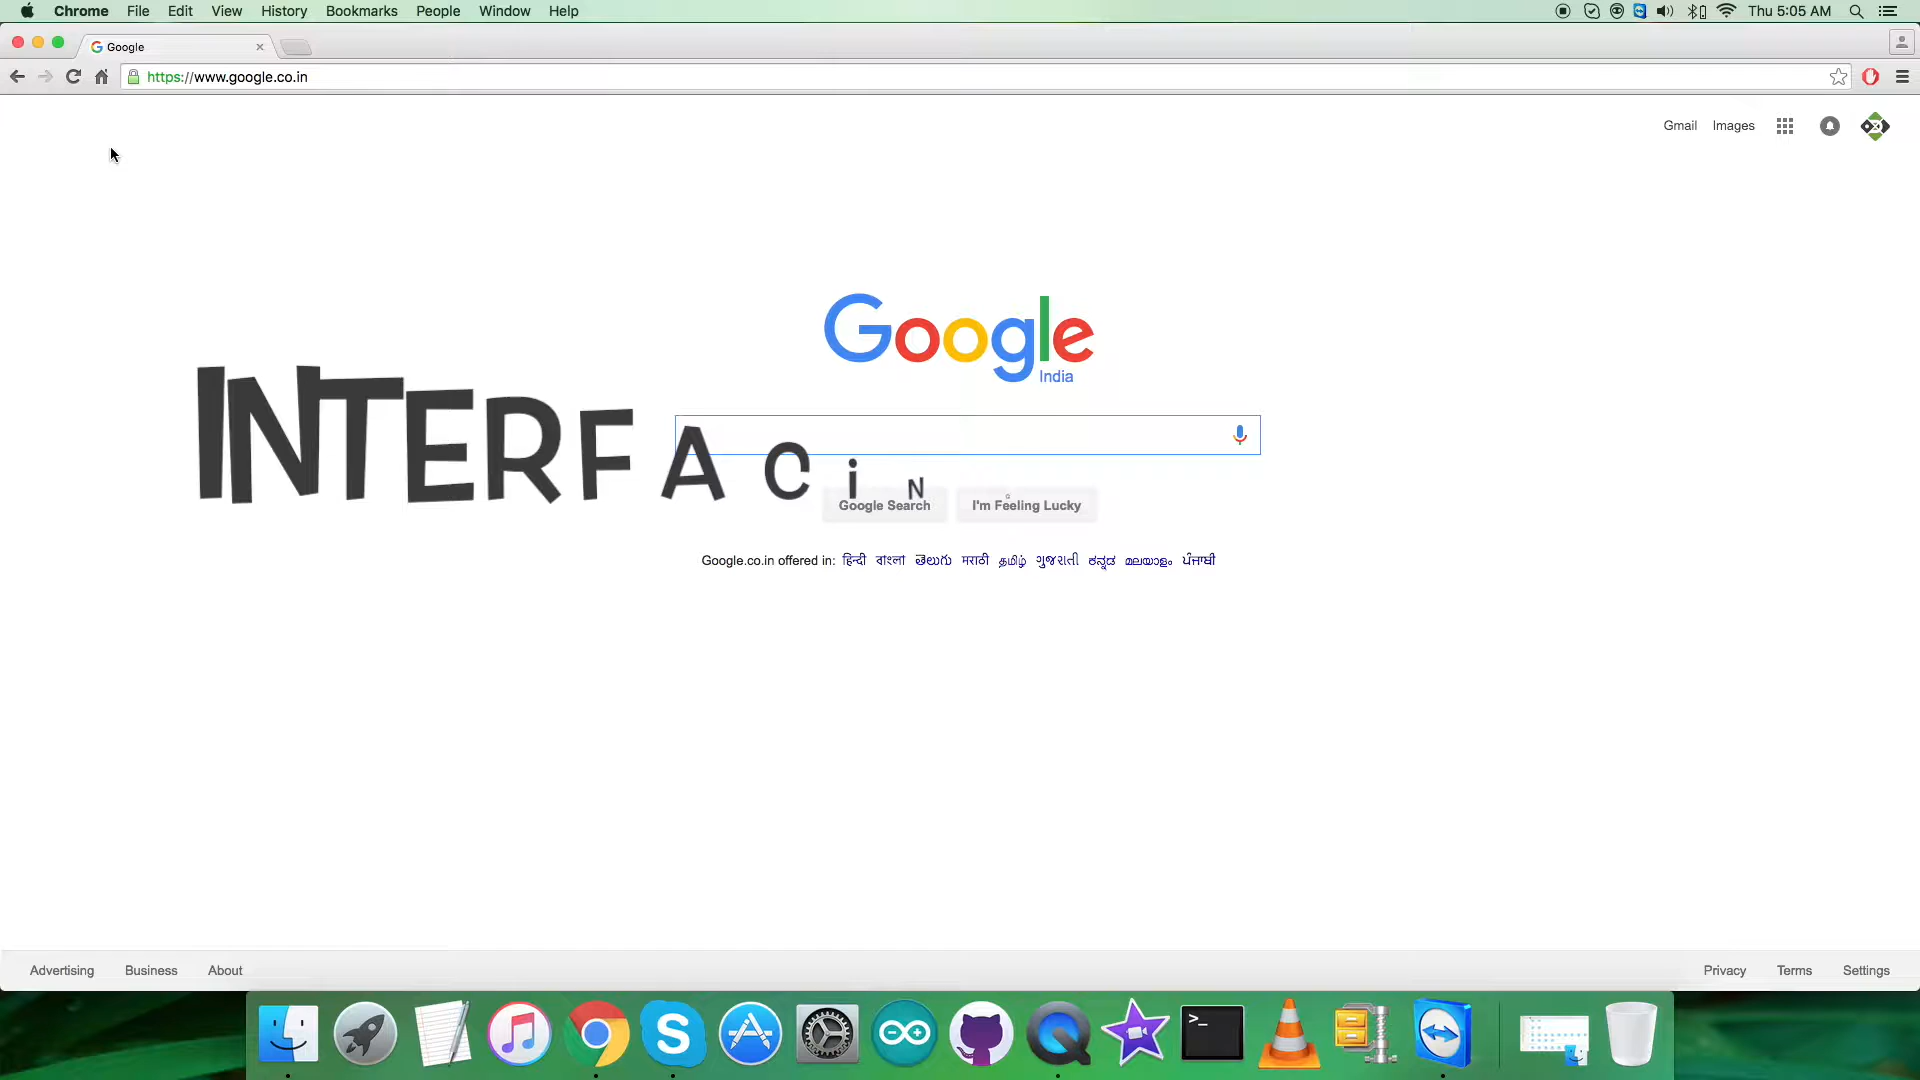 Chrome File Edit View History Bookmarks People Window Help Thu 5:05 AM
Google
https://www.google.co.in
Gmail Images
Google
India
INTERFACiN
Google Search I'm Feeling Lucky
Google.co.in offered in: हिन्दी বাংলা తెలుగు मराठी தமிழ் ગુજરાતી ಕನ್ನಡ മലയാളം ਪੰਜਾਬੀ
Advertising Business About Privacy Terms Settings